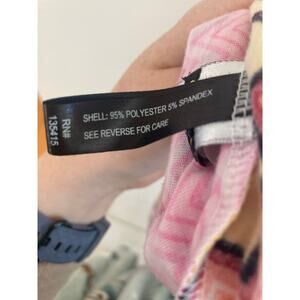 RN#
135415
SHELL: 95% POLYESTER 5% SPANDEX
SEE REVERSE FOR CARE